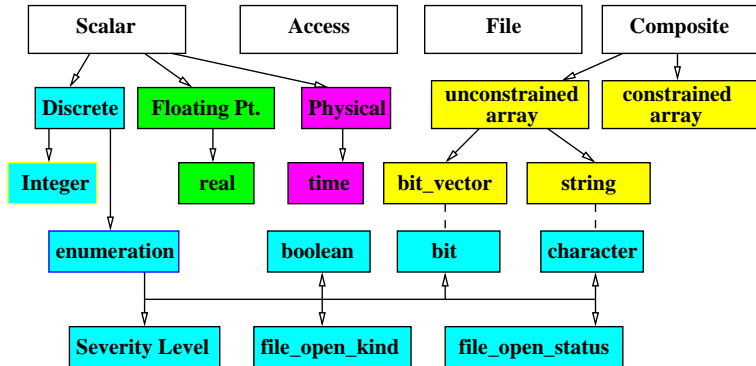 Scalar
Access
File
Composite
Discrete
Floating Pt.
Physical
unconstrained
array
constrained
array
Integer
real
time
bit_vector
string
enumeration
boolean
bit
character
Severity Level
file_open_kind
file_open_status